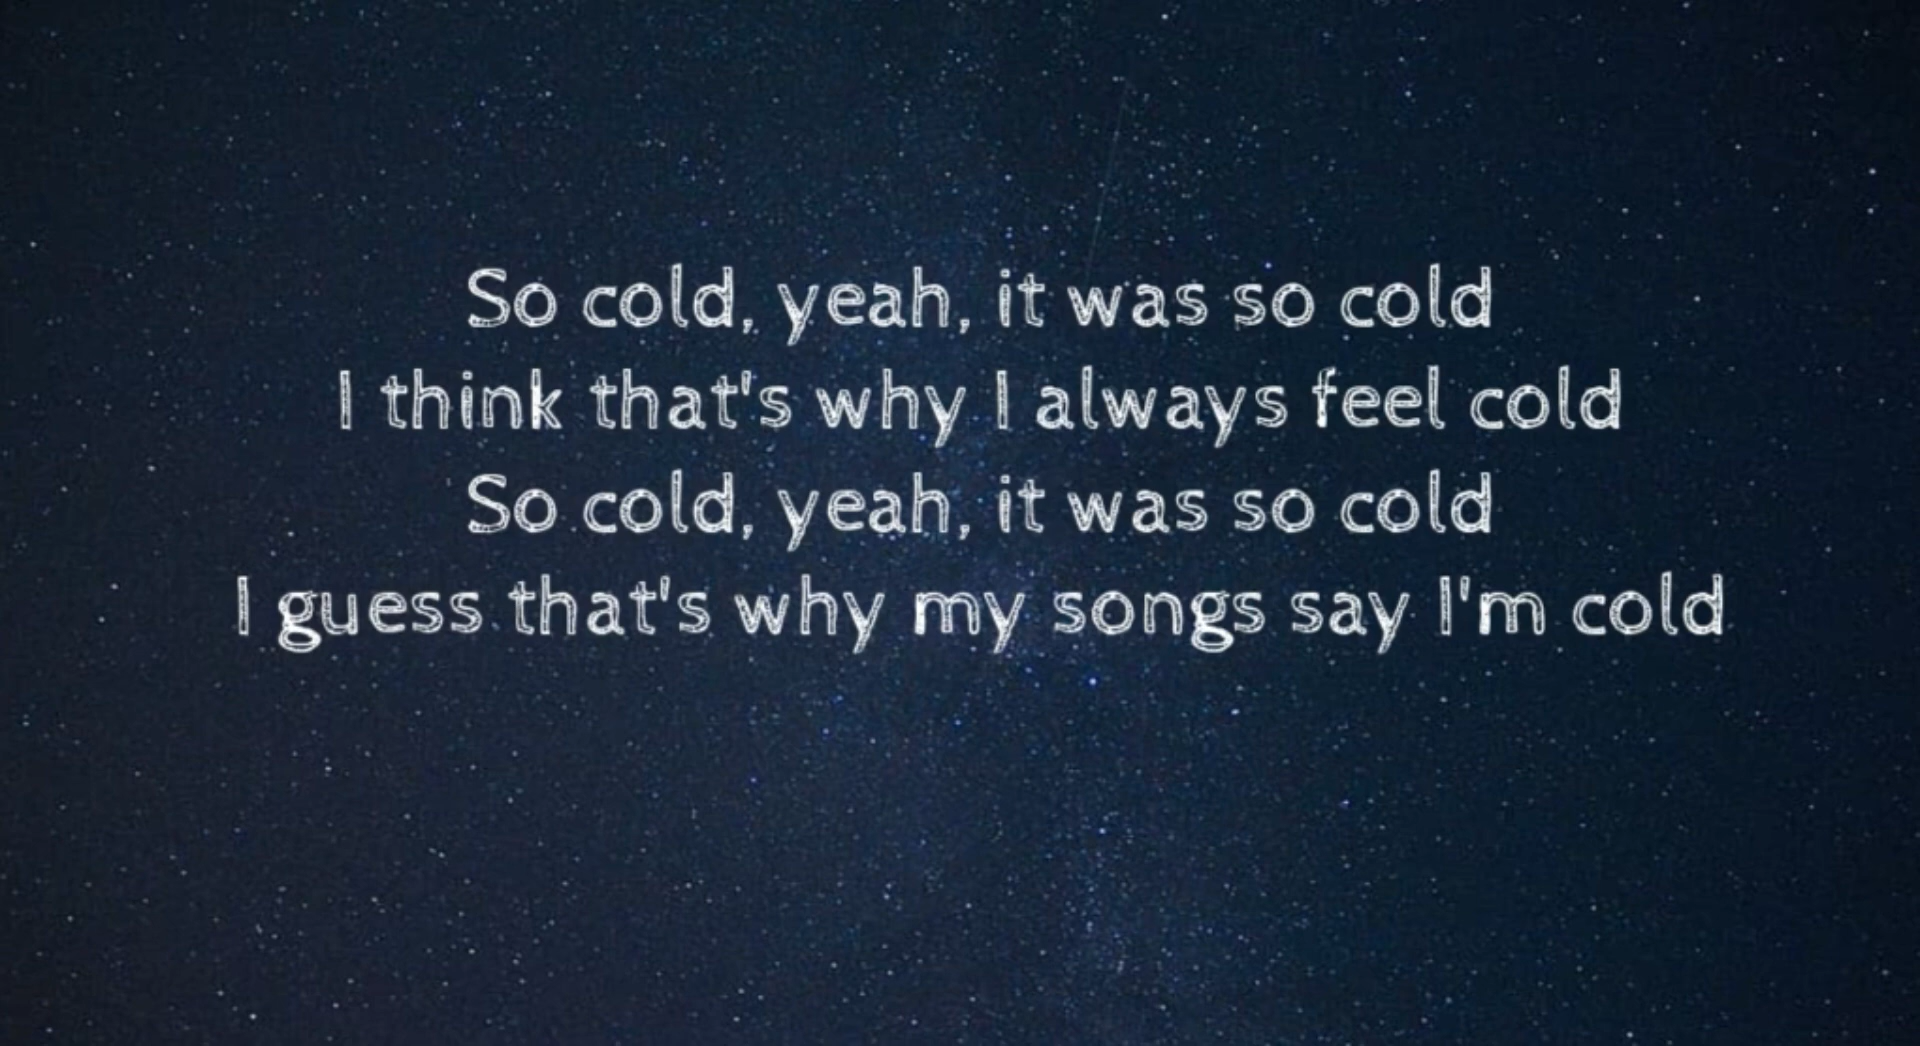 So cold, yeah, it was so cold
I think that's why I always feel cold
So cold, yeah, it was so cold
I guess that's why my songs say I'm cold